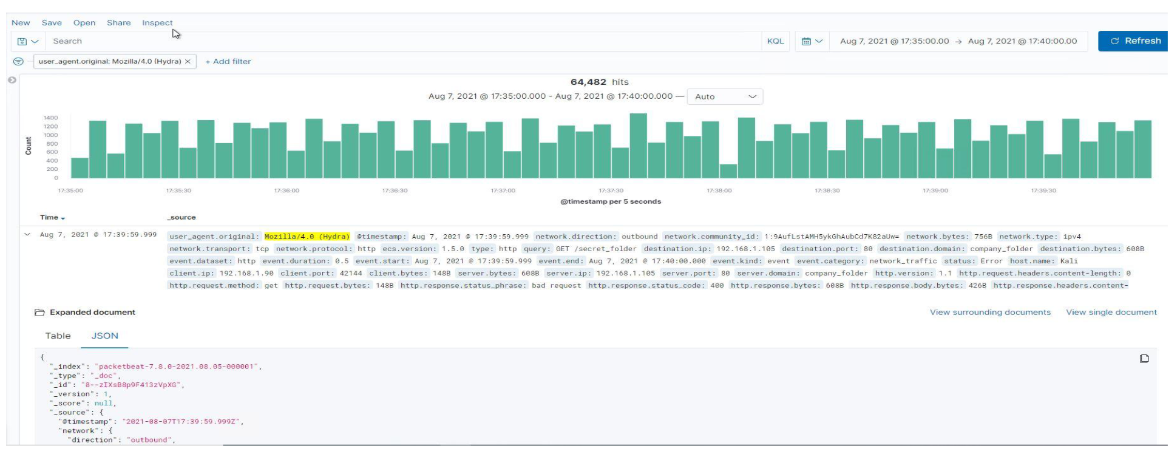 New Save Open Share Inspect
Search KQL Aug 7, 2021 @ 17:35:00.00 → Aug 7, 2021 @ 17:40:00.00 Refresh
user_agent.original: Mozilla/4.0 (Hydra) × + Add filter
64,482 hits
Aug 7, 2021 @ 17:35:00.000 - Aug 7, 2021 @ 17:40:00.000 — Auto
Count
1400
1200
1000
800
600
400
200
0
17:35:00 17:35:30 17:36:00 17:36:30 17:37:00 17:37:30 17:38:00 17:38:30 17:39:00 17:39:30
@timestamp per 5 seconds
Time _source
Aug 7, 2021 @ 17:39:59.999 user_agent.original: Mozilla/4.0 (Hydra) @timestamp: Aug 7, 2021 @ 17:39:59.999 network.direction: outbound network.community_id: 1:9AufLstAMH5ykGhAubCd7K82aUw= network.bytes: 756B network.type: ipv4
network.transport: tcp network.protocol: http ecs.version: 1.5.0 type: http query: GET /secret_folder destination.ip: 192.168.1.105 destination.port: 80 destination.domain: company_folder destination.bytes: 608B
event.dataset: http event.duration: 0.5 event.start: Aug 7, 2021 @ 17:39:59.999 event.end: Aug 7, 2021 @ 17:40:00.000 event.kind: event event.category: network_traffic status: Error host.name: Kali
client.ip: 192.168.1.90 client.port: 42144 client.bytes: 148B server.bytes: 608B server.ip: 192.168.1.105 server.port: 80 server.domain: company_folder http.version: 1.1 http.request.headers.content-length: 0
http.request.method: get http.request.bytes: 148B http.response.status_phrase: bad request http.response.status_code: 400 http.response.bytes: 608B http.response.body.bytes: 426B http.response.headers.content-
Expanded document View surrounding documents View single document
Table JSON
{
"_index": "packetbeat-7.8.0-2021.08.05-000001",
"_type": "_doc",
"_id": "8--zIXsB8p9F413zVpXG",
"_version": 1,
"_score": null,
"_source": {
"@timestamp": "2021-08-07T17:39:59.999Z",
"network": {
"direction": "outbound",